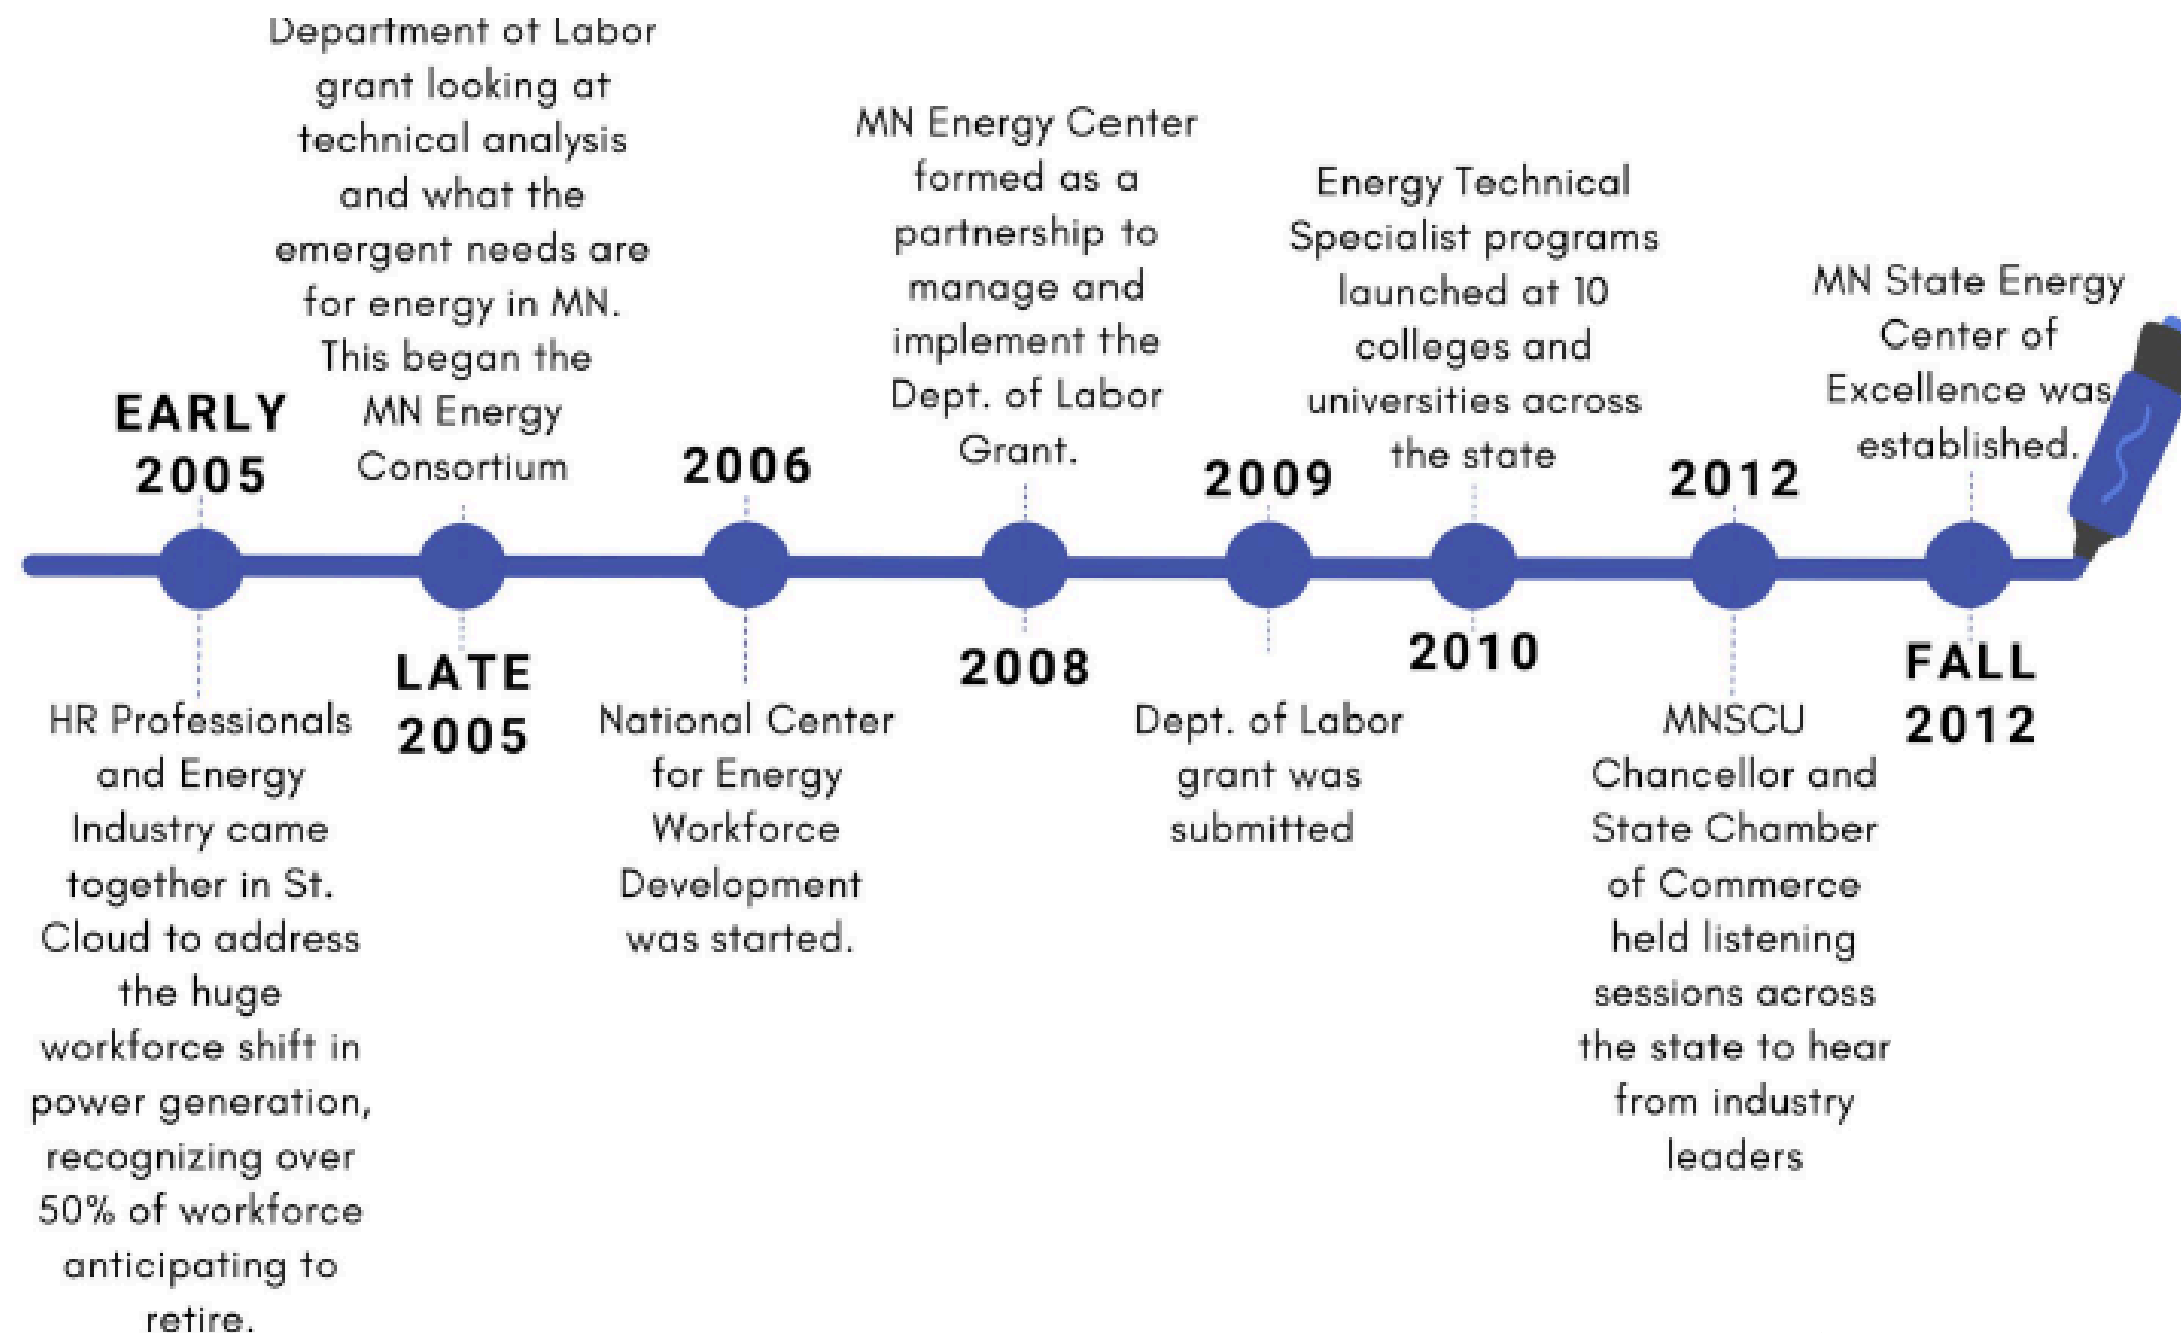 EARLY
2005
HR Professionals
and Energy
Industry came
together in St.
Cloud to address
the huge
workforce shift in
power generation,
recognizing over
50% of workforce
anticipating to
retire.
Department of Labor
grant looking at
technical analysis
and what the
emergent needs are
for energy in MN.
This began the
MN Energy
Consortium
LATE
2005
2006
National Center
for Energy
Workforce
Development
was started.
MN Energy Center
formed as a
partnership to
manage and
implement the
Dept. of Labor
Grant.
2008
2009
Dept. of Labor
grant was
submitted
Energy Technical
Specialist programs
launched at 10
colleges and
universities across
the state
2010
2012
MNSCU
Chancellor and
State Chamber
of Commerce
held listening
sessions across
the state to hear
from industry
leaders
MN State Energy
Center of
Excellence was
established.
FALL
2012